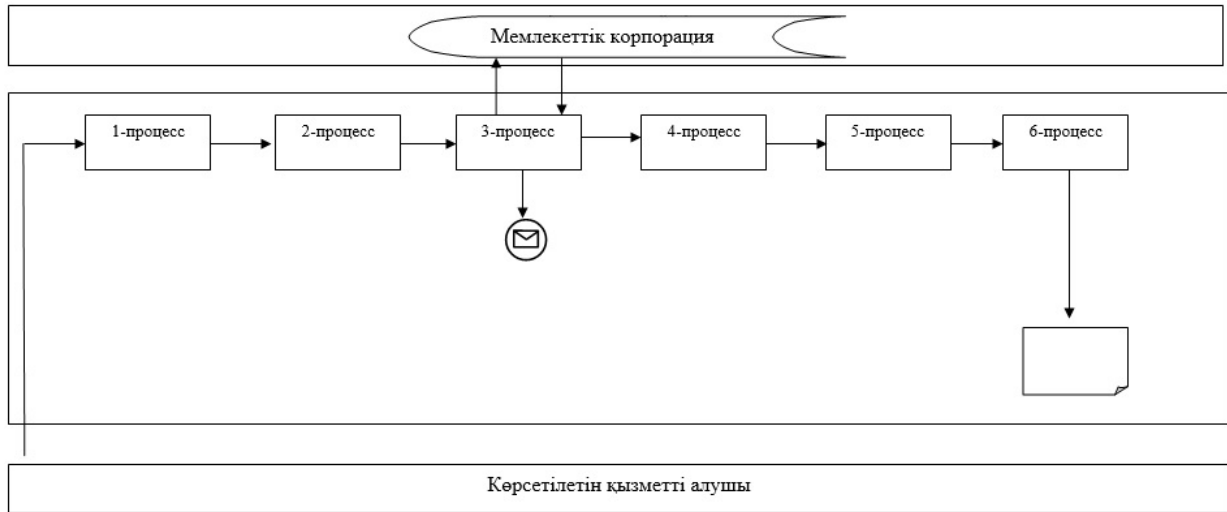 Мемлекеттік корпорация
1-процесс
2-процесс
3-процесс
4-процесс
5-процесс
6-процесс
Көрсетілетін қызметті алушы